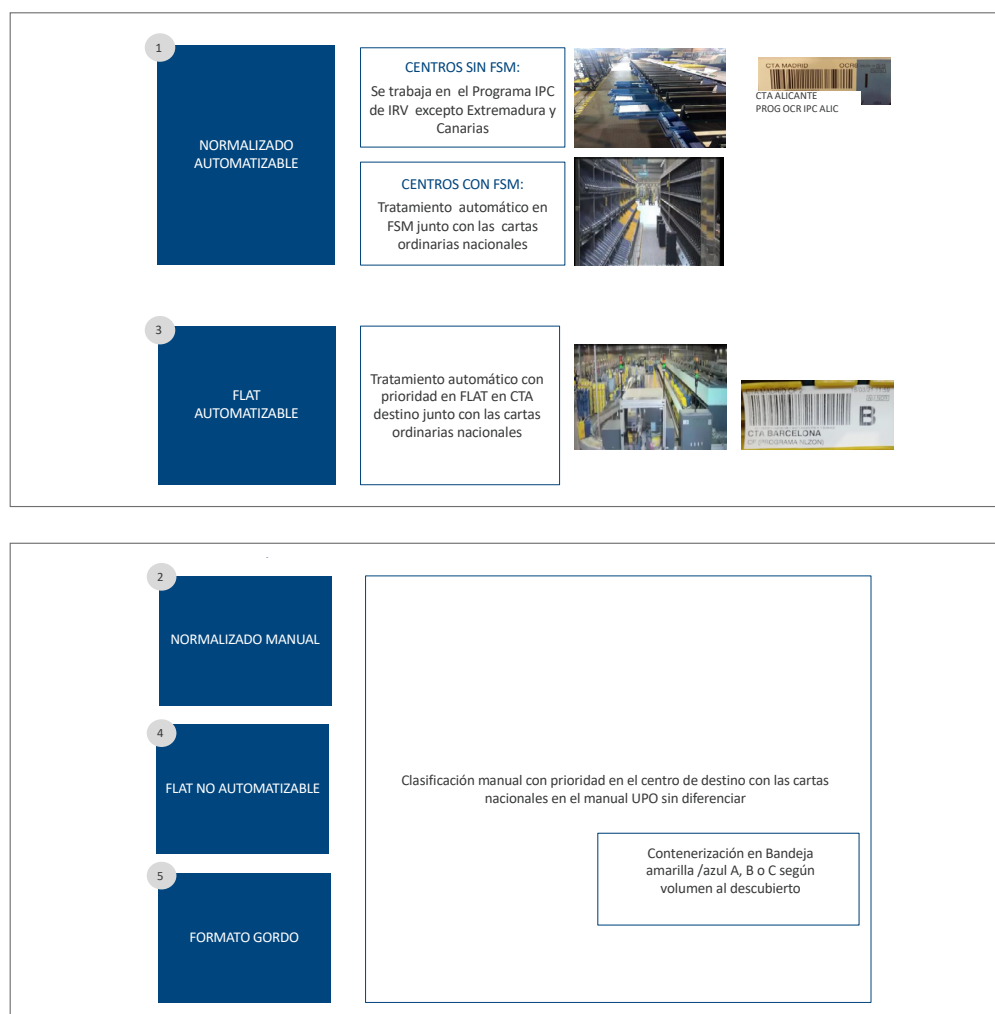 1
NORMALIZADO
AUTOMATIZABLE
CENTROS SIN FSM:
Se trabaja en el Programa IPC
de IRV excepto Extremadura y
Canarias
CTA MADRID
CTA ALICANTE
PROG OCR IPC ALIC
CENTROS CON FSM:
Tratamiento automático en
FSM junto con las cartas
ordinarias nacionales
3
FLAT
AUTOMATIZABLE
Tratamiento automático con
prioridad en FLAT en CTA
destino junto con las cartas
ordinarias nacionales
B
CTA BARCELONA
2
NORMALIZADO MANUAL
4
FLAT NO AUTOMATIZABLE
5
FORMATO GORDO
Clasificación manual con prioridad en el centro de destino con las cartas
nacionales en el manual UPO sin diferenciar
Contenerización en Bandeja
amarilla /azul A, B o C según
volumen al descubierto